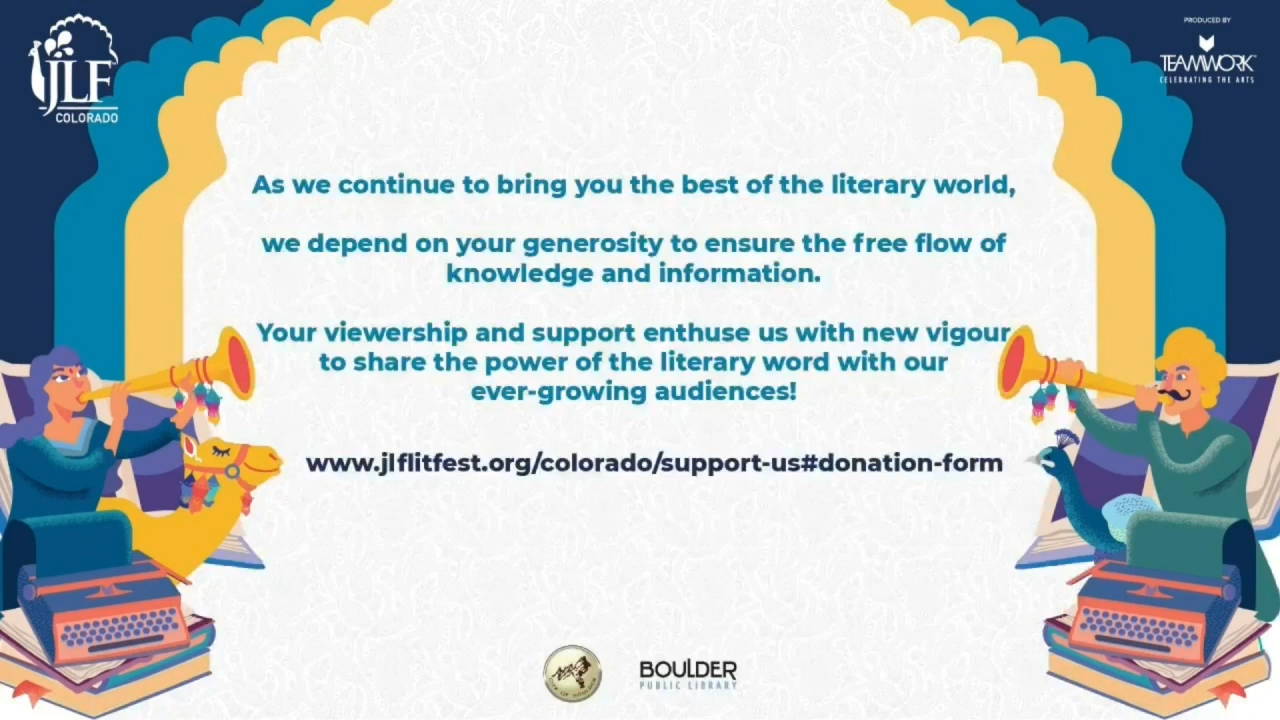 JLF
COLORADO
PRODUCED BY
TEAMWORK
CELEBRATING THE ARTS
As we continue to bring you the best of the literary world,
we depend on your generosity to ensure the free flow of
knowledge and information.
Your viewership and support enthuse us with new vigour
to share the power of the literary word with our
ever-growing audiences!
www.jlflitfest.org/colorado/support-us#donation-form
BOULDER
PUBLIC LIBRARY